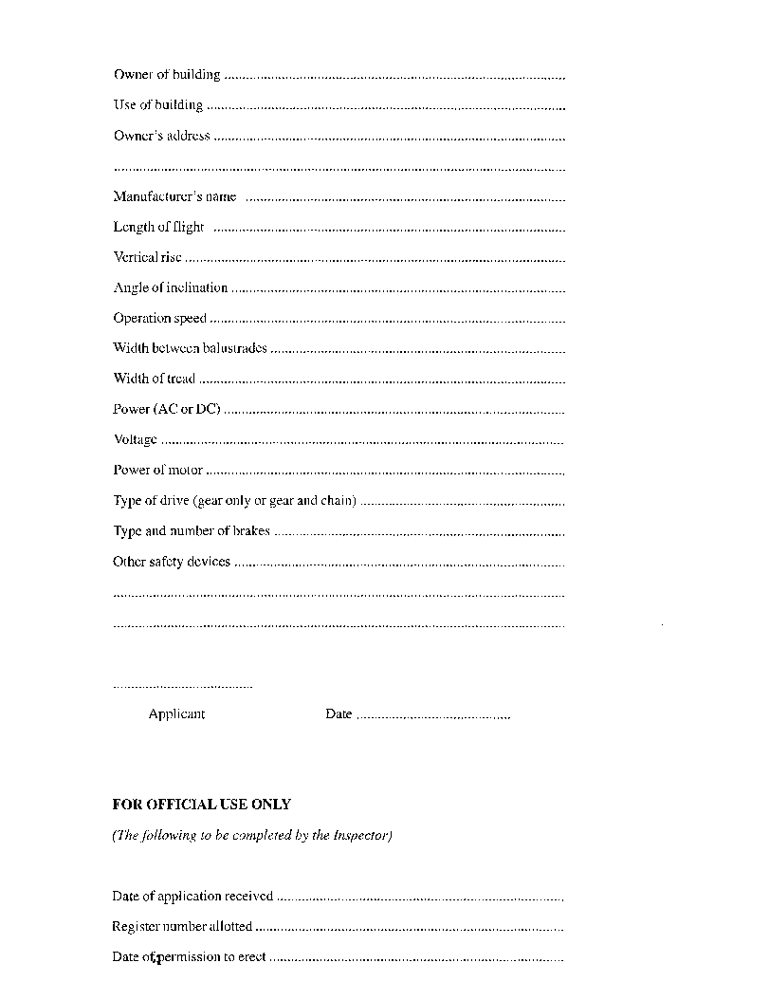 Owner of building ........................................................................................
Use of building ........................................................................................
Owner's address ........................................................................................
........................................................................................
Manufacturer's name ........................................................................................
Length of flight ........................................................................................
Vertical rise ........................................................................................
Angle of inclination ........................................................................................
Operation speed ........................................................................................
Width between balustrades ........................................................................................
Width of tread ........................................................................................
Power (AC or DC) ........................................................................................
Voltage ........................................................................................
Power of motor ........................................................................................
Type of drive (gear only or gear and chain) ........................................................
Type and number of brakes ........................................................................................
Other safety devices ........................................................................................
........................................................................................
........................................................................................
.......................................
Applicant Date ...........................................
FOR OFFICIAL USE ONLY
(The following to be completed by the Inspector)
Date of application received ................................................................................
Register number allotted ................................................................................
Date of permission to erect ................................................................................